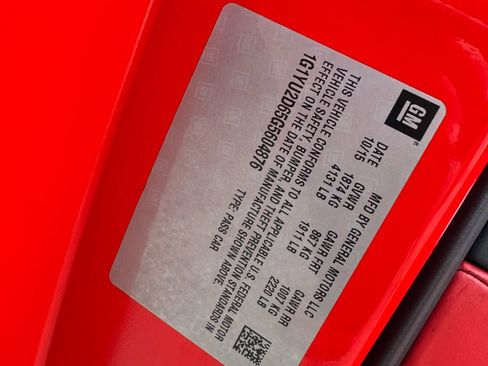 GM
MFD BY GENERAL MOTORS LLC
DATE GVWR GAWR FRT GAWR RR
10/15 1874 KG 867 KG 1007 KG
4131 LB 1911 LB 2220 LB
THIS VEHICLE CONFORMS TO ALL APPLICABLE U.S. FEDERAL MOTOR
VEHICLE SAFETY, BUMPER, AND THEFT PREVENTION STANDARDS IN
EFFECT ON THE DATE OF MANUFACTURE SHOWN ABOVE.
1G1YU2D65G5604876 TYPE: PASS CAR